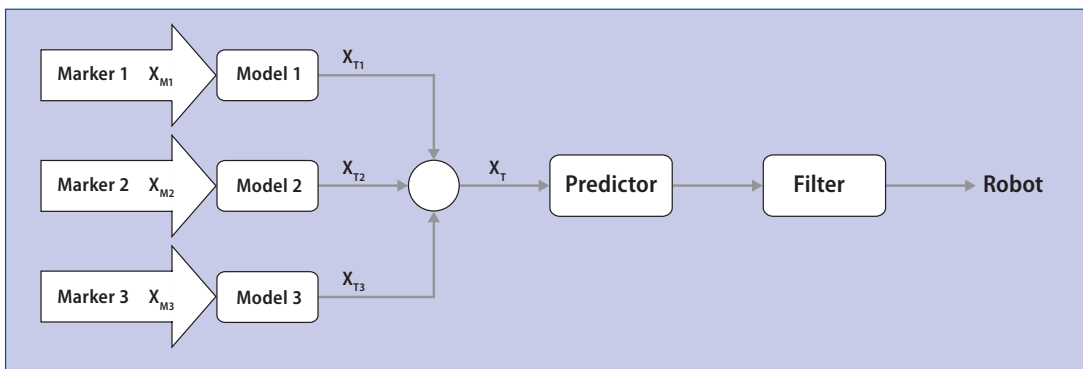 Marker 1 X_M1 Model 1 X_T1
Marker 2 X_M2 Model 2 X_T2 X_T Predictor Filter Robot
Marker 3 X_M3 Model 3 X_T3